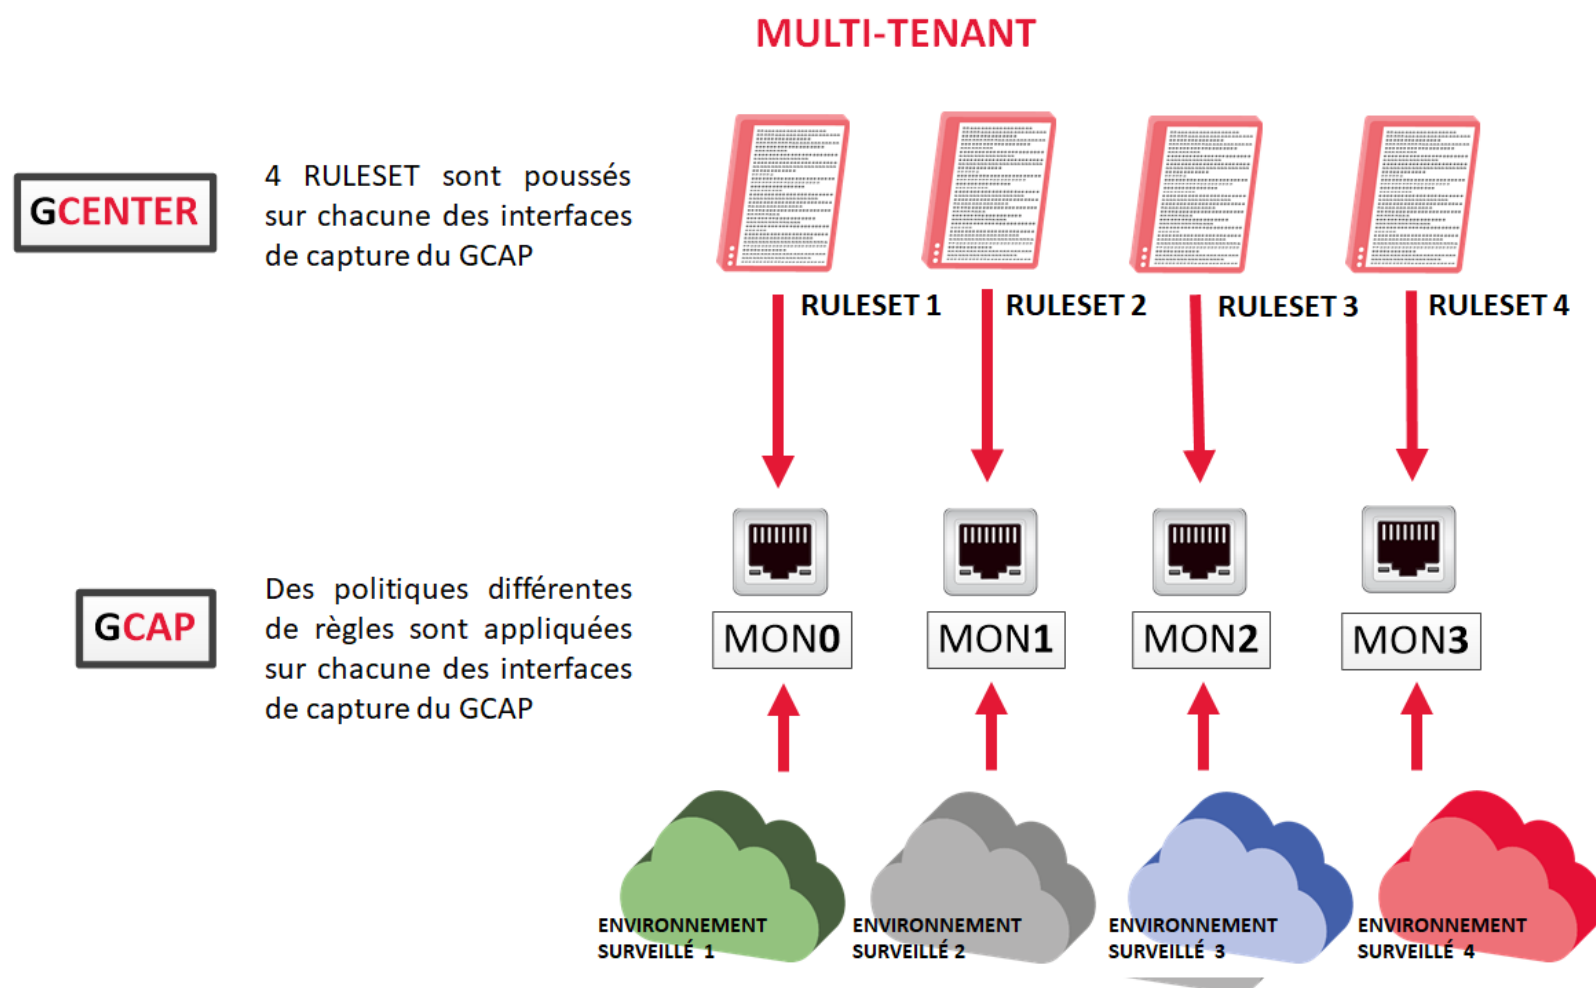 MULTI-TENANT
GCENTER
4 RULESET sont poussés
sur chacune des interfaces
de capture du GCAP
RULESET 1
RULESET 2
RULESET 3
RULESET 4
GCAP
Des politiques différentes
de règles sont appliquées
sur chacune des interfaces
de capture du GCAP
MON0
MON1
MON2
MON3
ENVIRONNEMENT
SURVEILLÉ 1
ENVIRONNEMENT
SURVEILLÉ 2
ENVIRONNEMENT
SURVEILLÉ 3
ENVIRONNEMENT
SURVEILLÉ 4